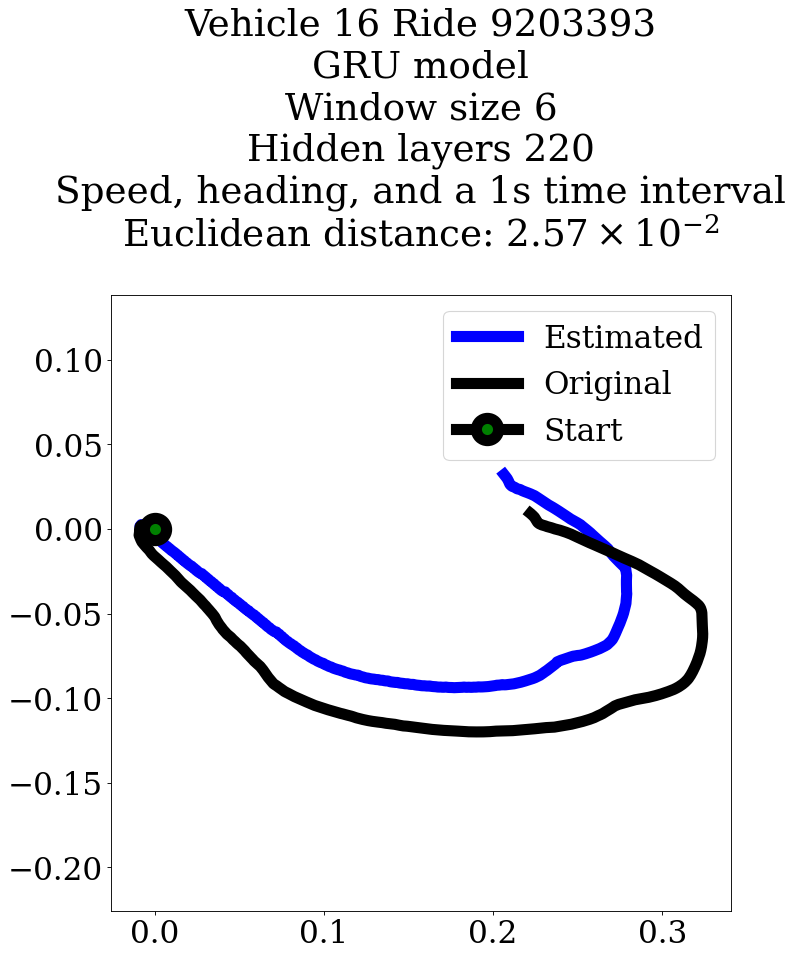 Vehicle 16 Ride 9203393
GRU model
Window size 6
Hidden layers 220
Speed, heading, and a 1s time interval
Euclidean distance: 2.57 × 10⁻²
Estimated
Original
Start
0.10
0.05
0.00
−0.05
−0.10
−0.15
−0.20
0.0 0.1 0.2 0.3